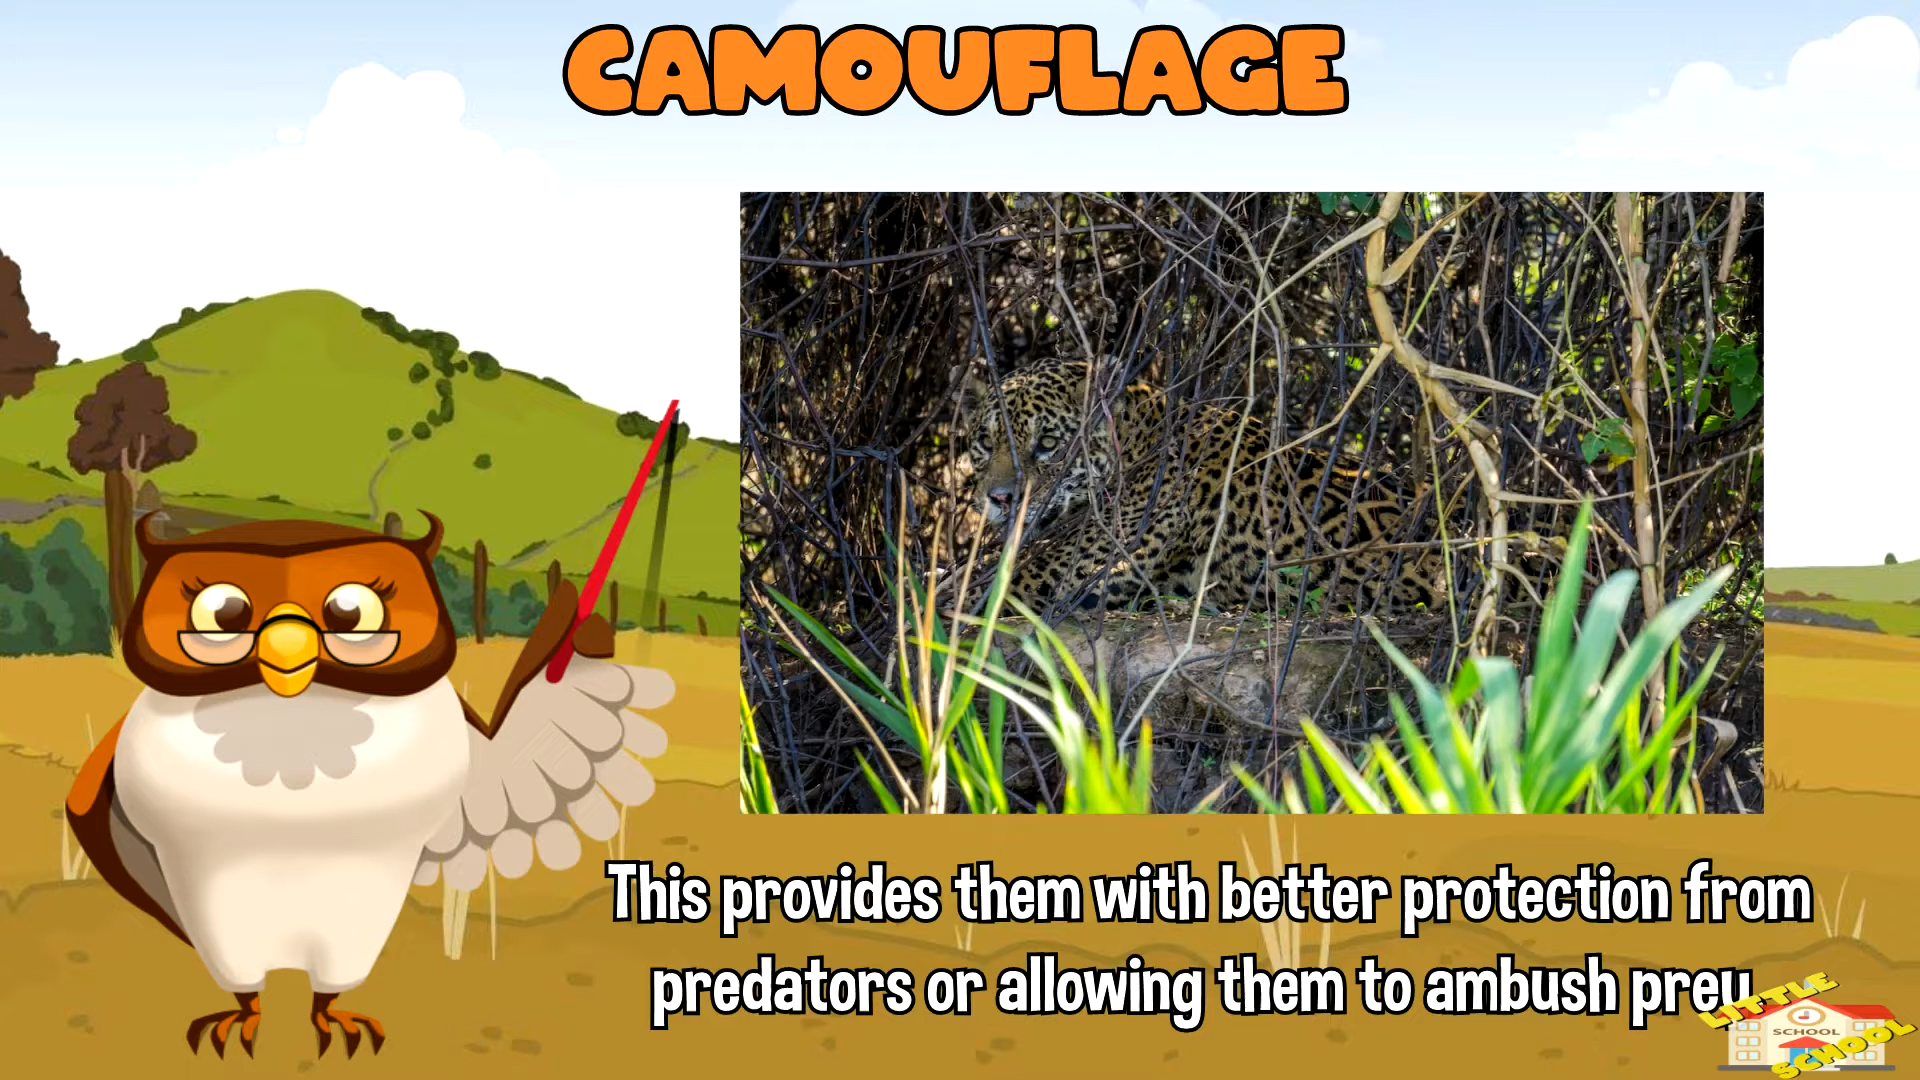 CAMOUFLAGE
This provides them with better protection from
predators or allowing them to ambush prey
LITTLE
SCHOOL
SCHOOL